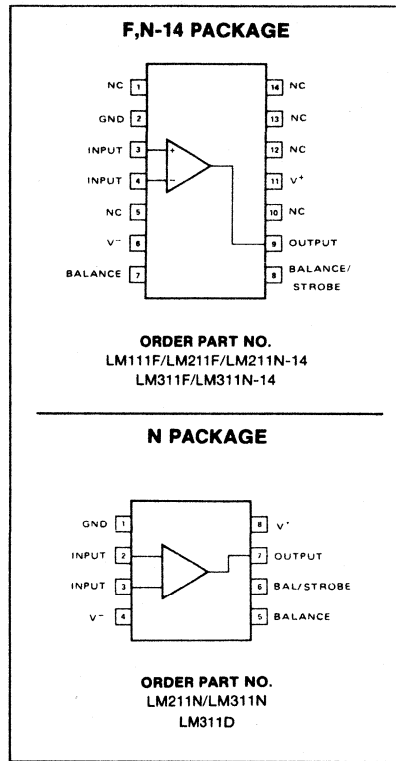 F,N-14 PACKAGE
NC 1
14 NC
GND 2
13 NC
INPUT 3
+
12 NC
INPUT 4
−
11 V+
NC 5
10 NC
V− 6
9 OUTPUT
BALANCE 7
8 BALANCE/
STROBE
ORDER PART NO.
LM111F/LM211F/LM211N-14
LM311F/LM311N-14
N PACKAGE
GND 1
8 V+
INPUT 2
7 OUTPUT
INPUT 3
6 BAL/STROBE
V− 4
5 BALANCE
ORDER PART NO.
LM211N/LM311N
LM311D